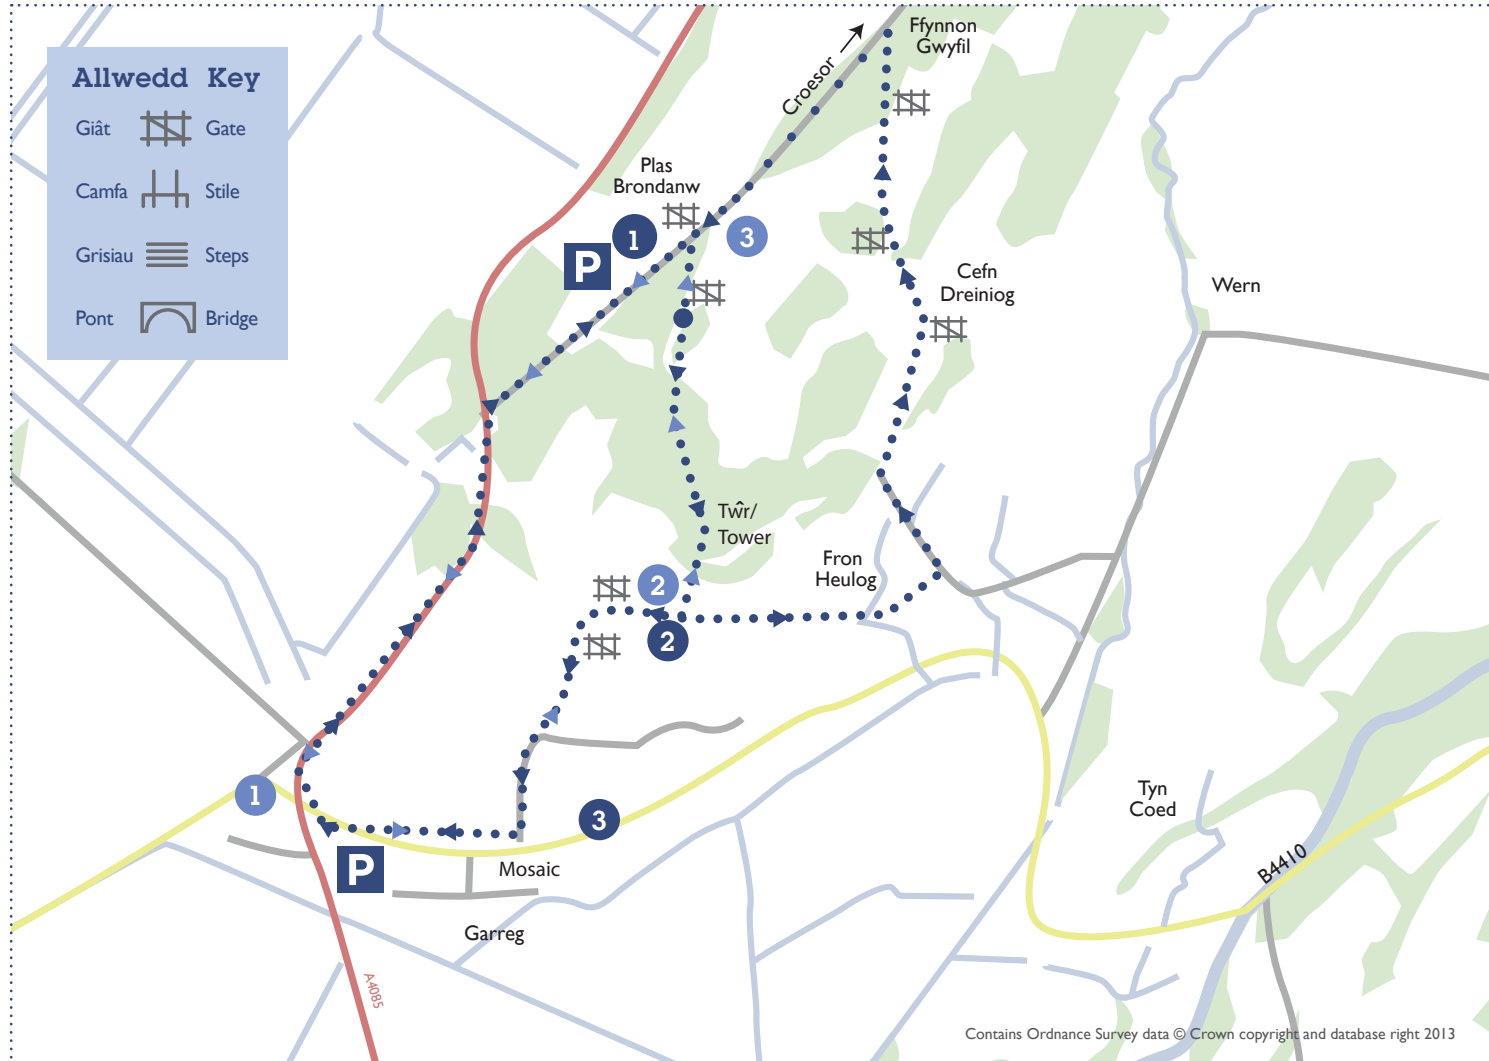 Allwedd Key
Giât Gate
Camfa Stile
Grisiau Steps
Pont Bridge
Ffynnon
Gwyfil
Croesor
Plas
Brondanw
1
3
P
Cefn
Dreiniog
Wern
Tŵr/
Tower
Fron
Heulog
2
2
1
3
Tyn
Coed
P
Mosaic
B4410
Garreg
A4085
Contains Ordnance Survey data © Crown copyright and database right 2013